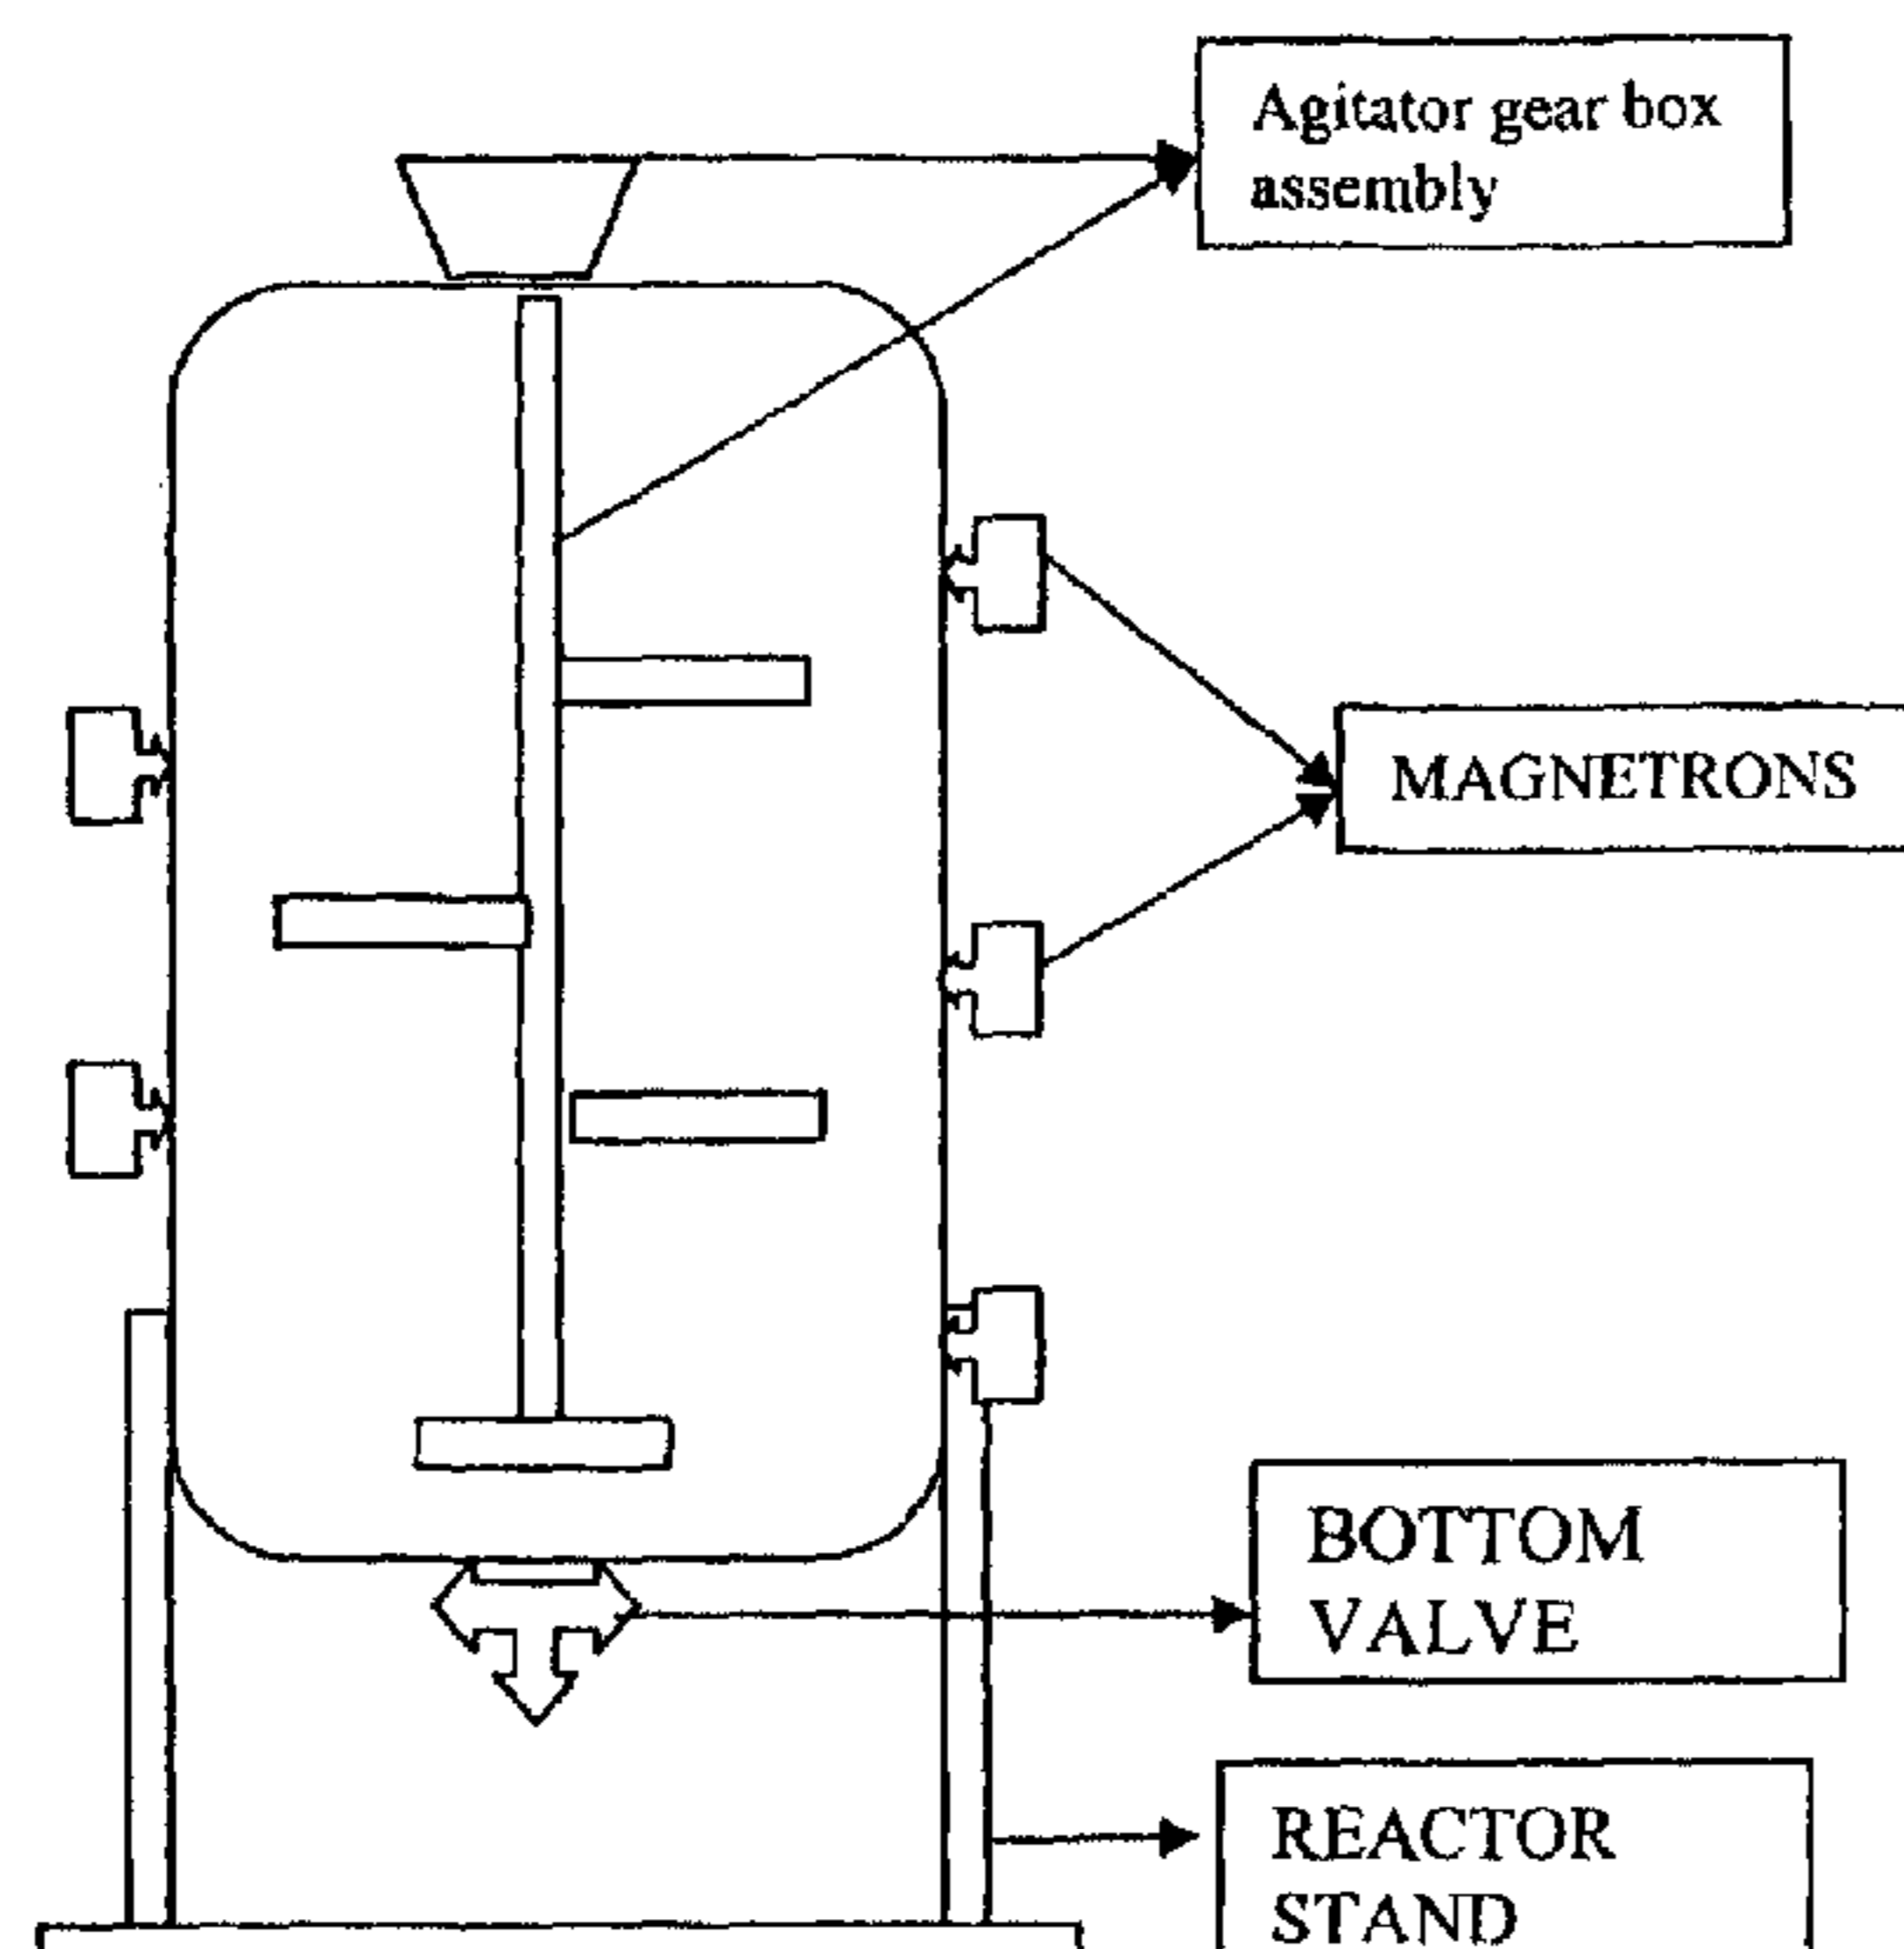 Agitator gear box
assembly
MAGNETRONS
BOTTOM
VALVE
REACTOR
STAND